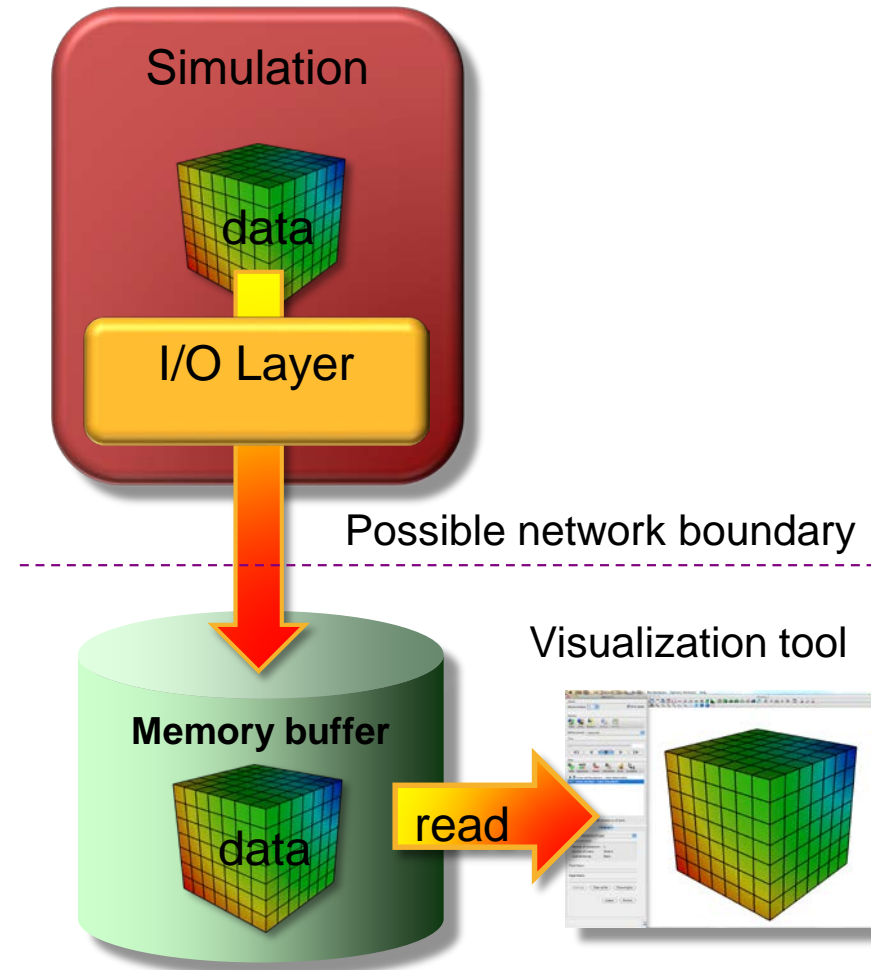 Simulation
data
I/O Layer
Possible network boundary
Visualization tool
Memory buffer
data
read